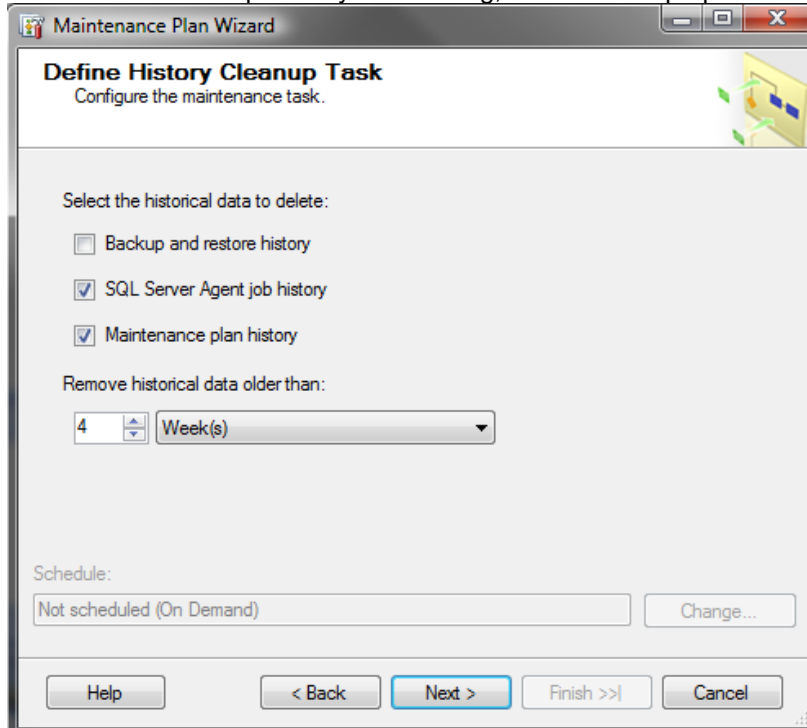 Maintenance Plan Wizard
Define History Cleanup Task
Configure the maintenance task.
Select the historical data to delete:
Backup and restore history
SQL Server Agent job history
Maintenance plan history
Remove historical data older than:
4 Week(s)
Schedule:
Not scheduled (On Demand) Change...
Help < Back Next > Finish >>| Cancel